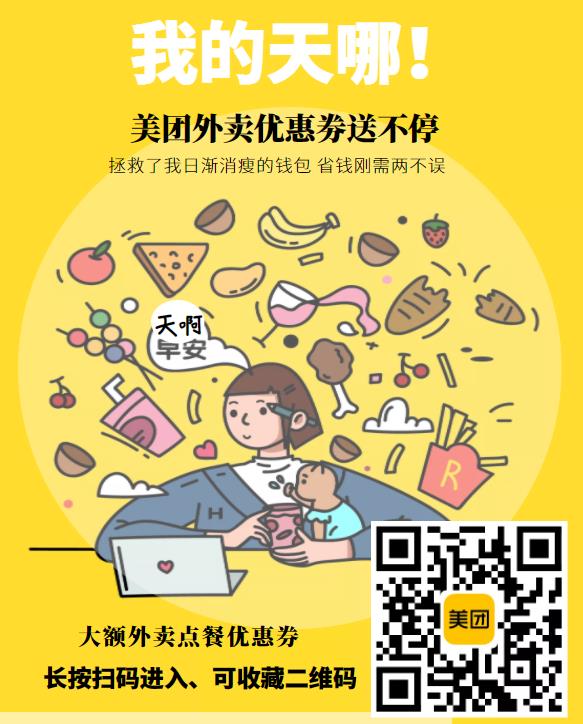 我的天哪！
美团外卖优惠券送不停
拯救了我日渐消瘦的钱包 省钱刚需两不误
天啊
早安
R
H
美团
大额外卖点餐优惠券
长按扫码进入、可收藏二维码